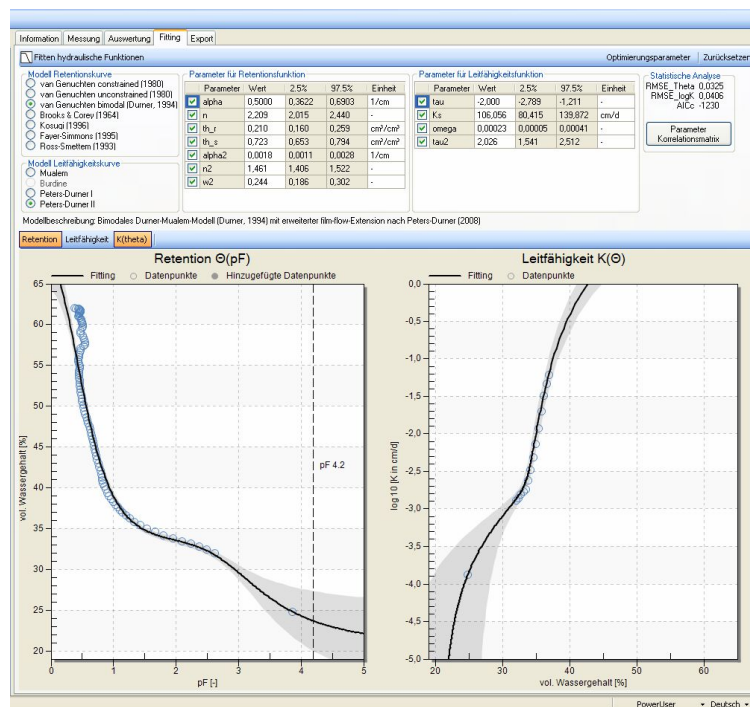 Information Messung Auswertung Fitting Export
Fitten hydraulische Funktionen Optimierungsparameter Zurücksetzen
Modell Retentionskurve
van Genuchten constrained (1980)
van Genuchten unconstrained (1980)
van Genuchten bimodal (Durner, 1994)
Brooks & Corey (1964)
Kosugi (1996)
Fayer-Simmons (1995)
Ross-Smettem (1993)
Modell Leitfähigkeitskurve
Mualem
Burdine
Peters-Durner I
Peters-Durner II
Parameter für Retentionsfunktion
Parameter Wert 2.5% 97.5% Einheit
alpha 0,5000 0,3622 0,6903 1/cm
n 2,209 2,015 2,440 -
th_r 0,210 0,160 0,259 cm³/cm³
th_s 0,723 0,653 0,794 cm³/cm³
alpha2 0,0018 0,0011 0,0028 1/cm
n2 1,461 1,406 1,522 -
w2 0,244 0,186 0,302 -
Parameter für Leitfähigkeitsfunktion
Parameter Wert 2.5% 97.5% Einheit
tau -2,000 -2,789 -1,211 -
Ks 106,056 80,415 139,872 cm/d
omega 0,00023 0,00005 0,00041 -
tau2 2,026 1,541 2,512 -
Statistische Analyse
RMSE_Theta 0,0325
RMSE_logK 0,0406
AICc -1230
Parameter
Korrelationsmatrix
Modellbeschreibung: Bimodales Durner-Mualem-Modell (Durner, 1994) mit erweiterter film-flow-Extension nach Peters-Durner (2008)
Retention Leitfähigkeit K(theta)
Retention Θ(pF)
Fitting Datenpunkte Hinzugefügte Datenpunkte
65
60
55
50
45
40
35
30
25
20
vol. Wassergehalt [%]
pF 4.2
0 1 2 3 4 5
pF [-]
Leitfähigkeit K(Θ)
Fitting Datenpunkte
0,0
-0,5
-1,0
-1,5
-2,0
-2,5
-3,0
-3,5
-4,0
-4,5
-5,0
log 10 [K in cm/d]
20 30 40 50 60
vol. Wassergehalt [%]
PowerUser Deutsch